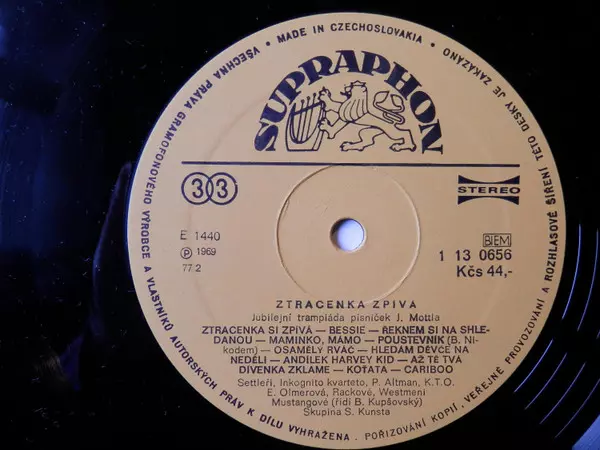 VŠECHNA PRÁVA GRAMOFONOVÉHO VÝROBCE A VLASTNÍKŮ AUTORSKÝCH PRÁV K DÍLU VYHRAŽENA. POŘIZOVÁNÍ KOPIÍ, VEŘEJNÉ PROVOZOVÁNÍ A ROZHLASOVÉ ŠÍŘENÍ TÉTO DESKY JE ZAKÁZÁNO • MADE IN CZECHOSLOVAKIA •
SUPRAPHON
33
STEREO
E 1440
℗ 1969
77 2
BIEM
1 13 0656
Kčs 44,-
ZTRACENKA ZPÍVÁ
Jubilejní trampiáda písniček J. Mottla
ZTRACENKA SI ZPÍVÁ — BESSIE — ŘEKNEM SI NA SHLE-
DANOU — MAMINKO, MÁMO — POUSTEVNÍK (B. Ni-
kodem) — OSAMĚLÝ RVÁČ — HLEDÁM DĚVČE NA
NEDĚLI — ANDÍLEK HARVEY KID — AŽ TĚ TVÁ
DÍVENKA ZKLAME — KOŤATA — CARIBOO
Settleři, Inkognito kvarteto, P. Altman, K.T.O.
E. Olmerová, Rackové, Westmeni
Mustangové (řídí B. Kupšovský)
Skupina S. Kunsta